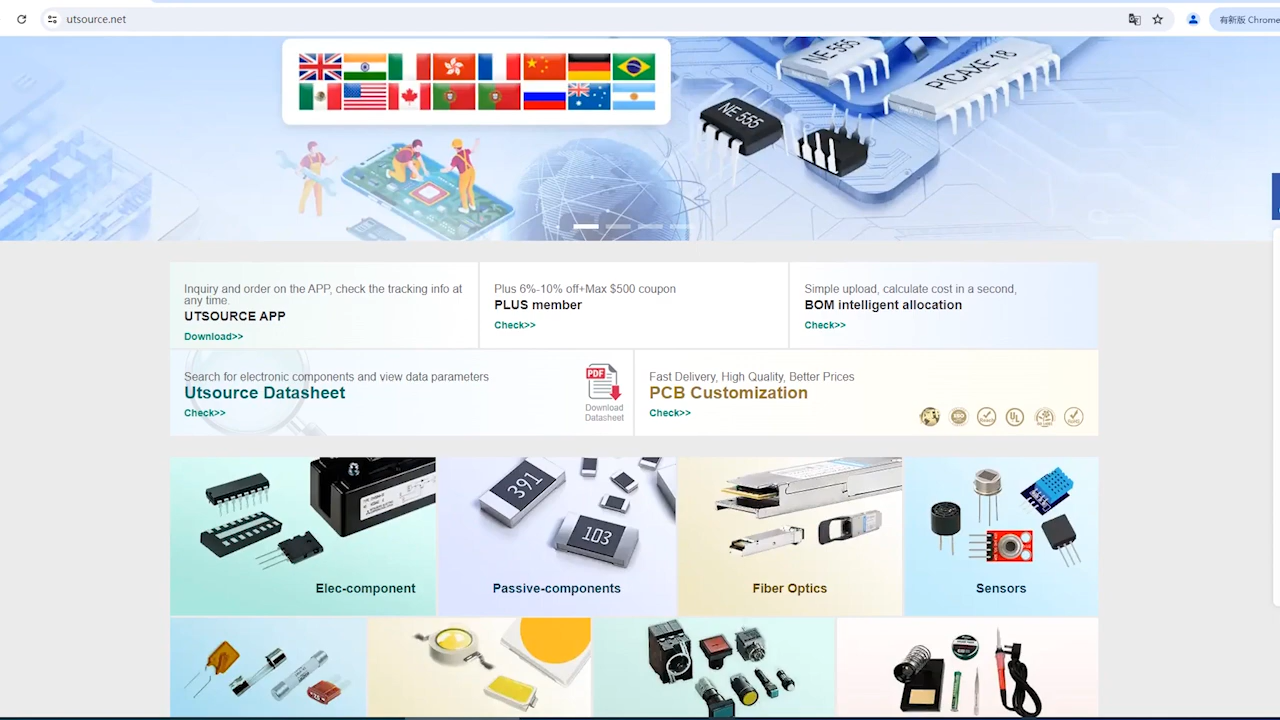 utsource.net
有新版 Chrome
NE 555
PICAXE-18
NE 555
Inquiry and order on the APP, check the tracking info at
any time.
UTSOURCE APP
Download>>
Plus 6%-10% off+Max $500 coupon
PLUS member
Check>>
Simple upload, calculate cost in a second,
BOM intelligent allocation
Check>>
Search for electronic components and view data parameters
Utsource Datasheet
Check>>
PDF
Download
Datasheet
Fast Delivery, High Quality, Better Prices
PCB Customization
Check>>
391
103
Elec-component
Passive-components
Fiber Optics
Sensors